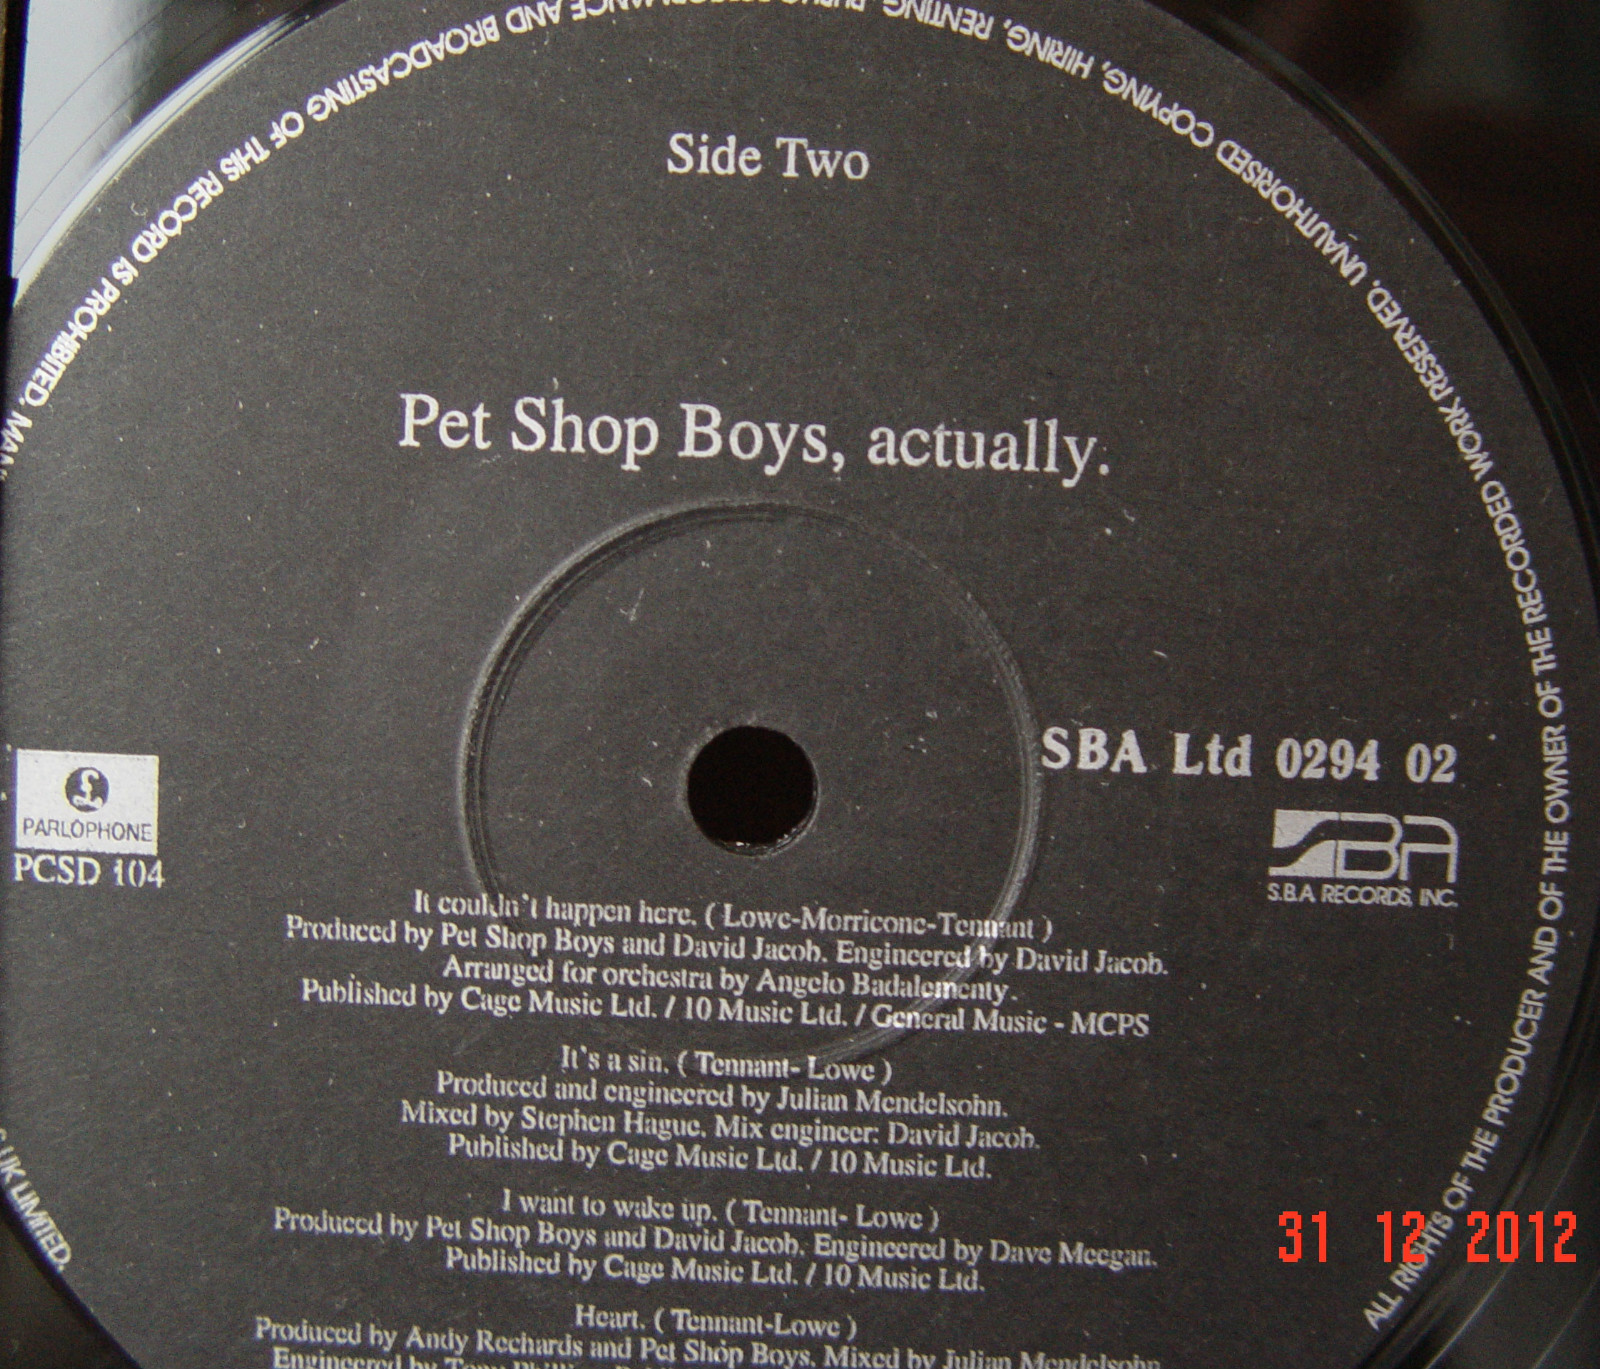 Side Two
Pet Shop Boys, actually.
SBA Ltd 0294 02
SBA
S.B.A RECORDS, INC.
£
PARLOPHONE
PCSD 104
It couldn't happen here. ( Lowe-Morricone-Tennant )
Produced by Pet Shop Boys and David Jacob. Engineered by David Jacob.
Arranged for orchestra by Angelo Badalementy.
Published by Cage Music Ltd. / 10 Music Ltd. / General Music - MCPS
It's a sin. ( Tennant- Lowe )
Produced and engineered by Julian Mendelsohn.
Mixed by Stephen Hague. Mix engineer: David Jacob.
Published by Cage Music Ltd. / 10 Music Ltd.
I want to wake up. ( Tennant- Lowe )
Produced by Pet Shop Boys and David Jacob. Engineered by Dave Meegan.
Published by Cage Music Ltd. / 10 Music Ltd.
Heart. ( Tennant-Lowe )
Produced by Andy Rechards and Pet Shop Boys. Mixed by Julian Mendelsohn
Engineered by Tony
ALL RIGHTS OF THE PRODUCER AND OF THE OWNER OF THE RECORDED WORK RESERVED. UNAUTHORISED COPYING, HIRING, RENTING, AND BROADCASTING OF THIS RECORD IS PROHIBITED.
UK LIMITED.
31 12 2012